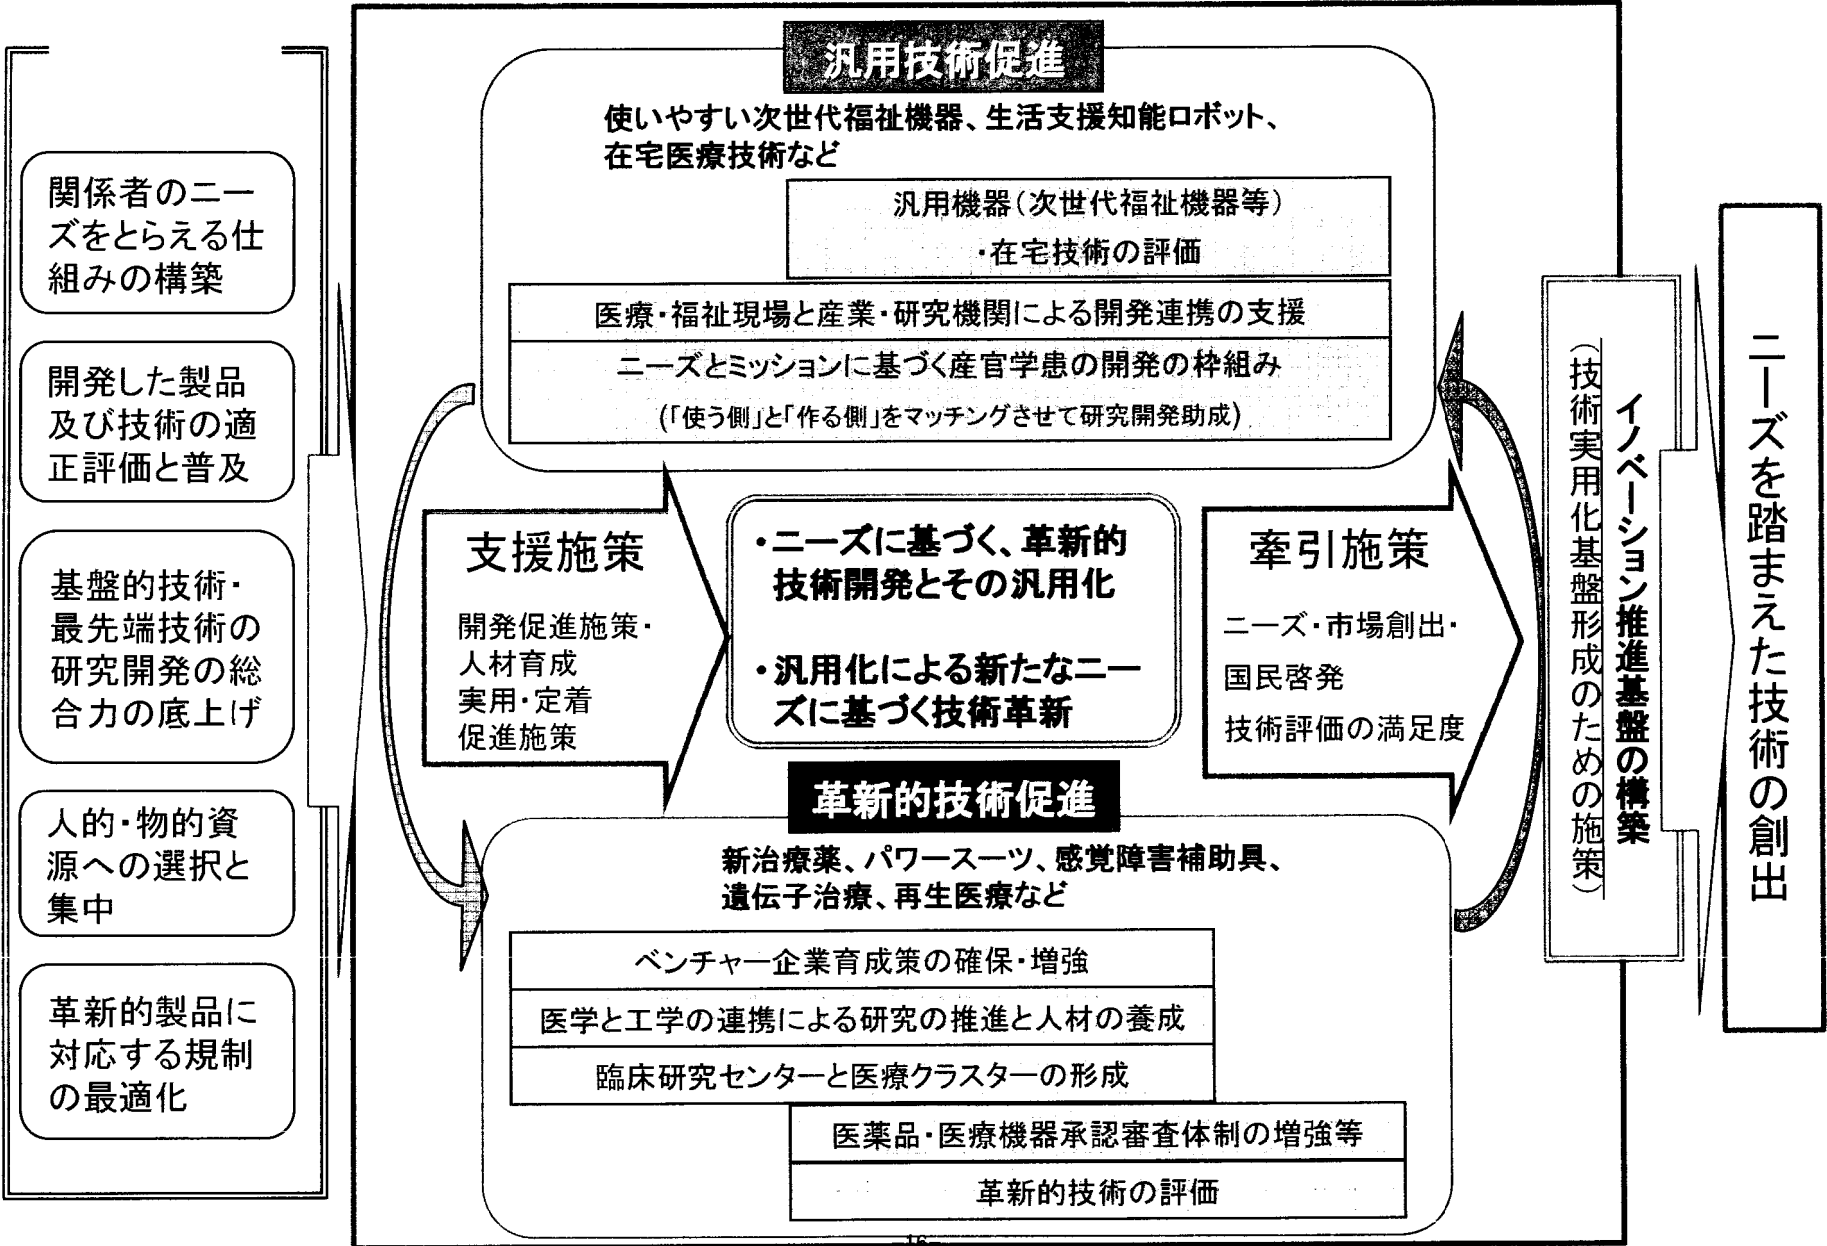 関係者のニー
ズをとらえる仕
組みの構築
開発した製品
及び技術の適
正評価と普及
基盤的技術・
最先端技術の
研究開発の総
合力の底上げ
人的・物的資
源への選択と
集中
革新的製品に
対応する規制
の最適化
汎用技術促進
使いやすい次世代福祉機器、生活支援知能ロボット、
在宅医療技術など
汎用機器（次世代福祉機器等）
・在宅技術の評価
医療・福祉現場と産業・研究機関による開発連携の支援
ニーズとミッションに基づく産官学患の開発の枠組み
(「使う側」と「作る側」をマッチングさせて研究開発助成)
支援施策
開発促進施策・
人材育成
実用・定着
促進施策
・ニーズに基づく、革新的
技術開発とその汎用化
・汎用化による新たなニー
ズに基づく技術革新
牽引施策
ニーズ・市場創出・
国民啓発
技術評価の満足度
革新的技術促進
新治療薬、パワースーツ、感覚障害補助具、
遺伝子治療、再生医療など
ベンチャー企業育成策の確保・増強
医学と工学の連携による研究の推進と人材の養成
臨床研究センターと医療クラスターの形成
医薬品・医療機器承認審査体制の増強等
革新的技術の評価
イノベーション推進基盤の構築
（技術実用化基盤形成のための施策）
ニーズを踏まえた技術の創出
-16-